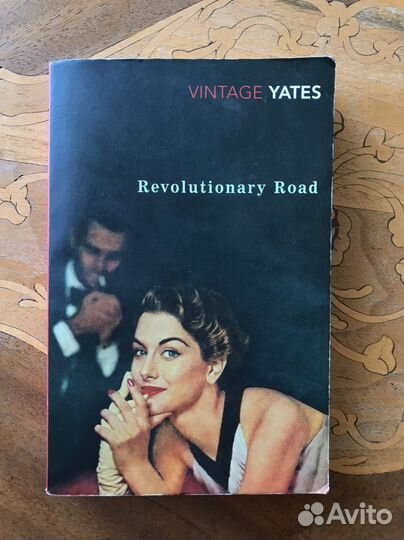 VINTAGE YATES
Revolutionary Road
Avito